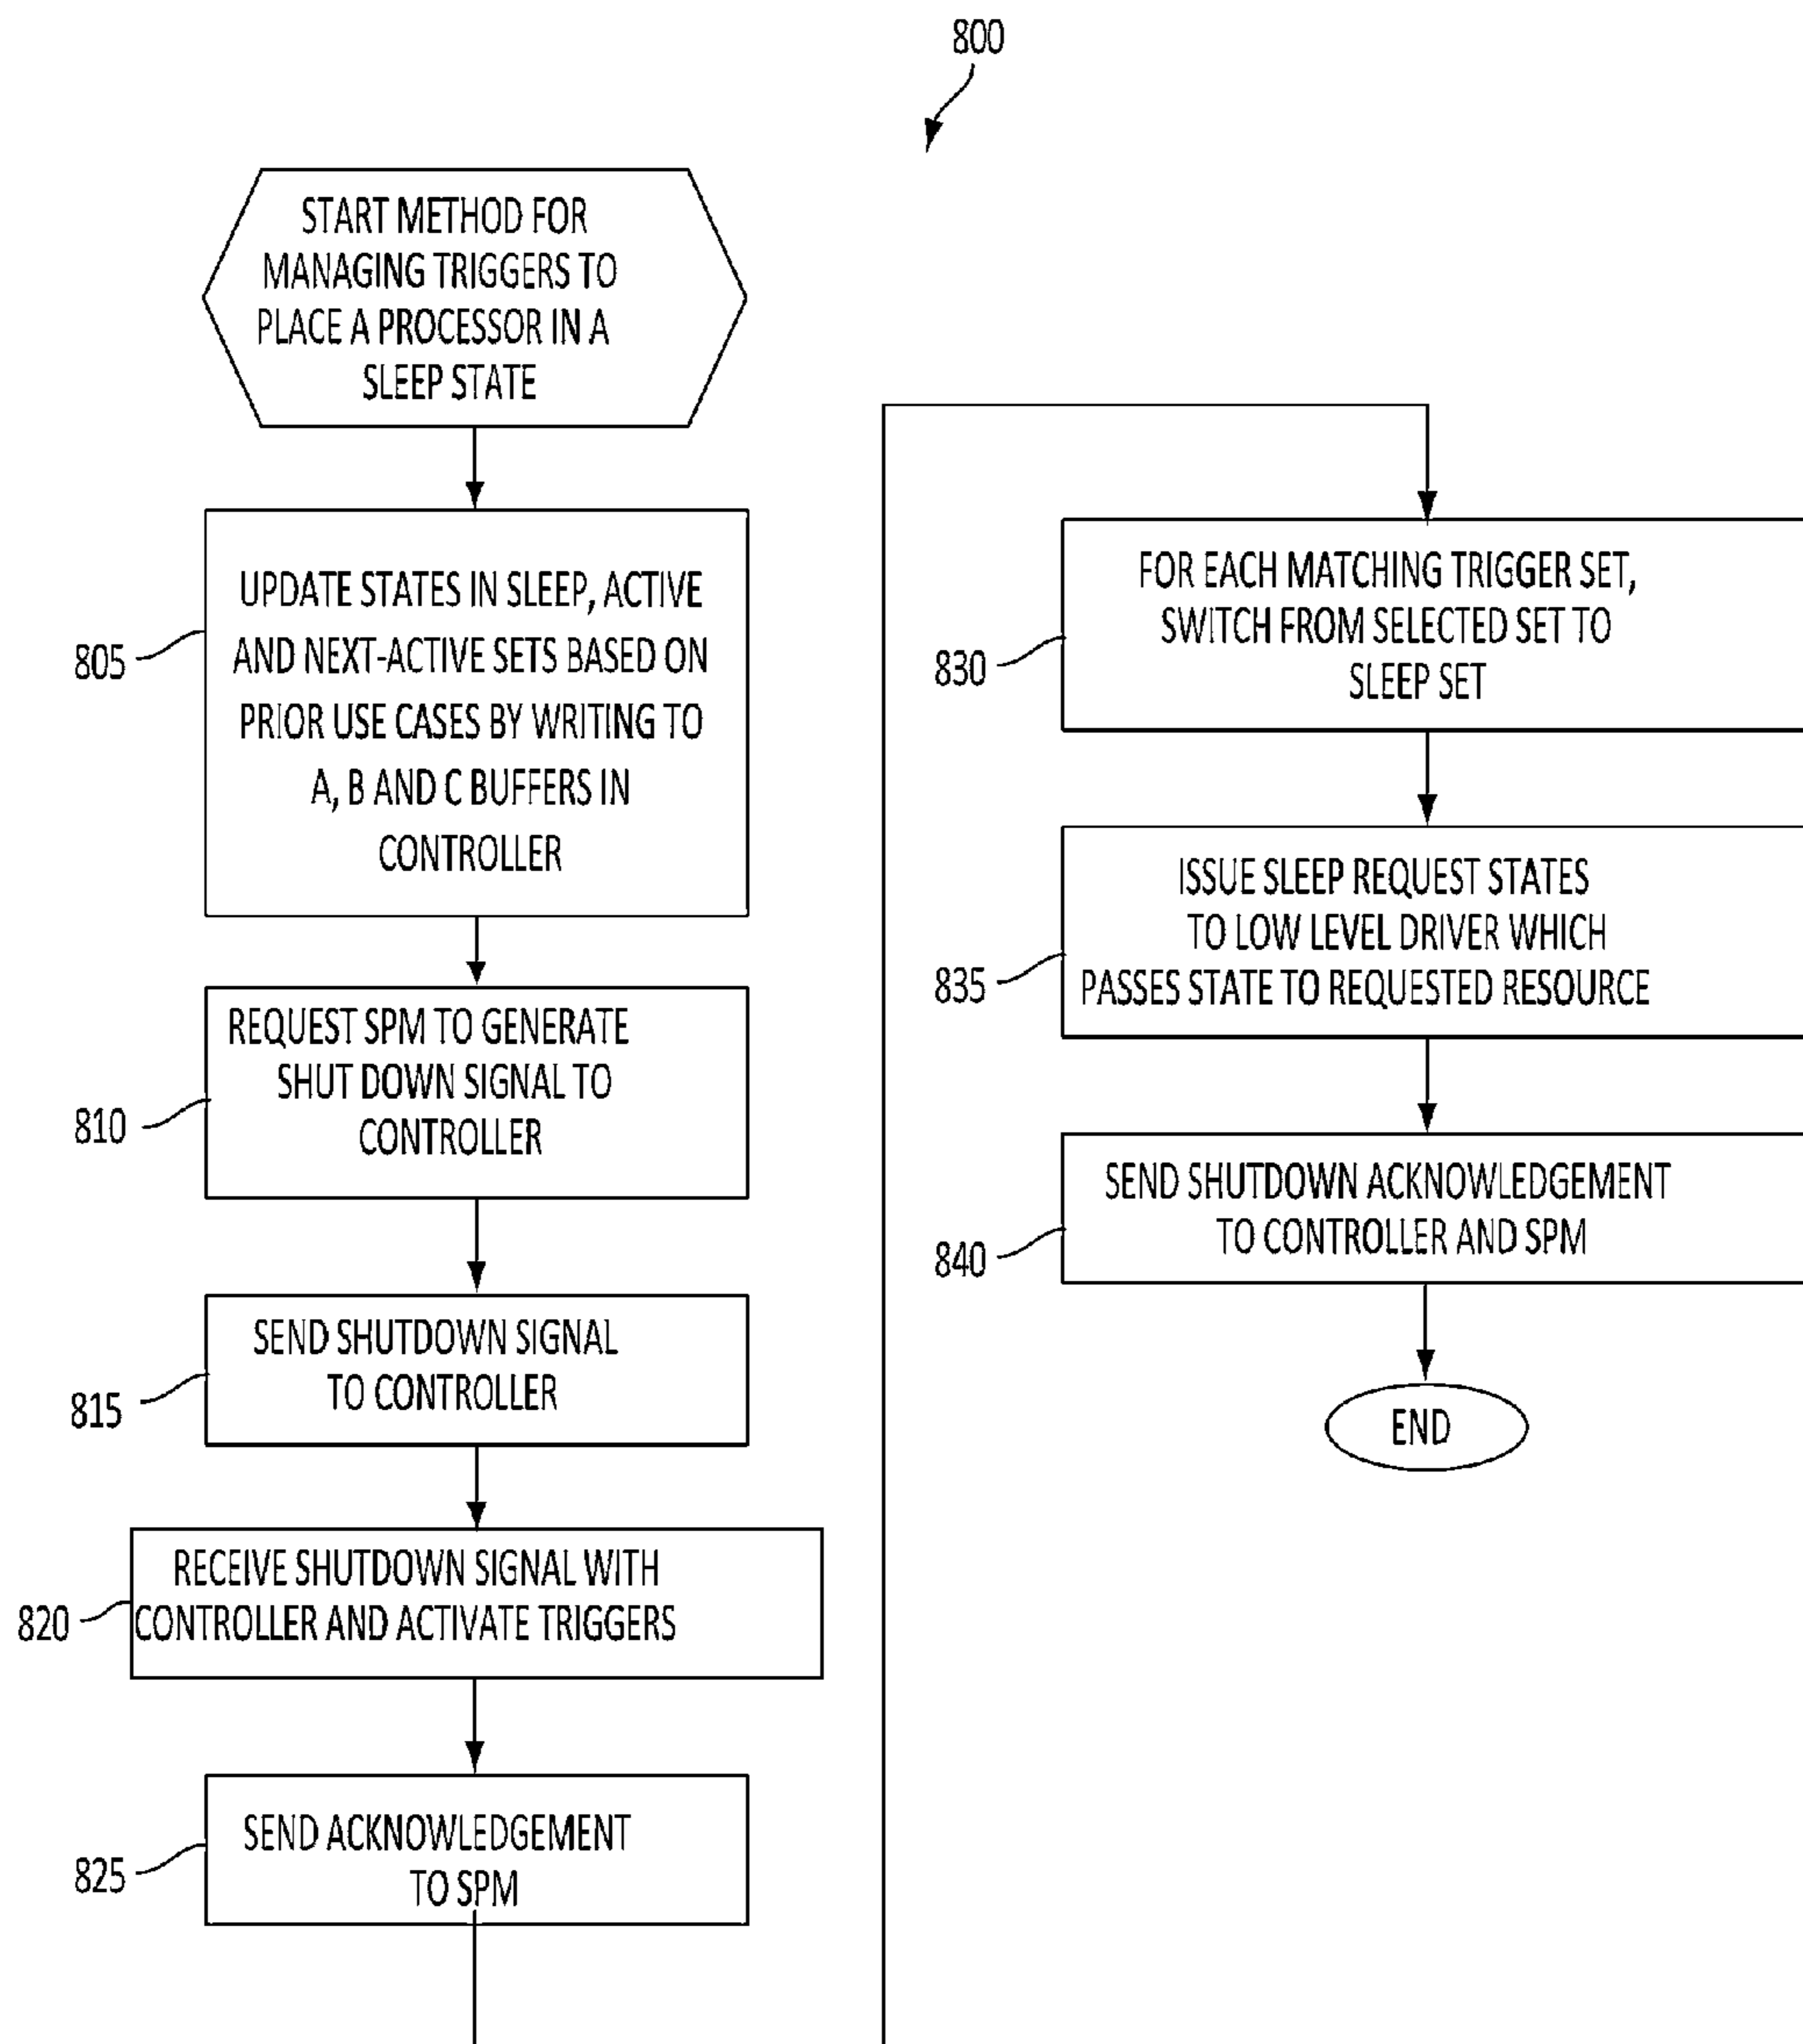 800
START METHOD FOR
MANAGING TRIGGERS TO
PLACE A PROCESSOR IN A
SLEEP STATE
805
UPDATE STATES IN SLEEP, ACTIVE
AND NEXT-ACTIVE SETS BASED ON
PRIOR USE CASES BY WRITING TO
A, B AND C BUFFERS IN
CONTROLLER
810
REQUEST SPM TO GENERATE
SHUT DOWN SIGNAL TO
CONTROLLER
815
SEND SHUTDOWN SIGNAL
TO CONTROLLER
820
RECEIVE SHUTDOWN SIGNAL WITH
CONTROLLER AND ACTIVATE TRIGGERS
825
SEND ACKNOWLEDGEMENT
TO SPM
830
FOR EACH MATCHING TRIGGER SET,
SWITCH FROM SELECTED SET TO
SLEEP SET
835
ISSUE SLEEP REQUEST STATES
TO LOW LEVEL DRIVER WHICH
PASSES STATE TO REQUESTED RESOURCE
840
SEND SHUTDOWN ACKNOWLEDGEMENT
TO CONTROLLER AND SPM
END